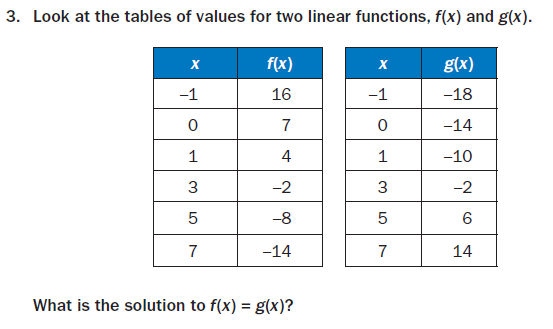 3. Look at the tables of values for two linear functions, f(x) and g(x).
x f(x) x g(x)
–1 16 –1 –18
0 7 0 –14
1 4 1 –10
3 –2 3 –2
5 –8 5 6
7 –14 7 14
What is the solution to f(x) = g(x)?